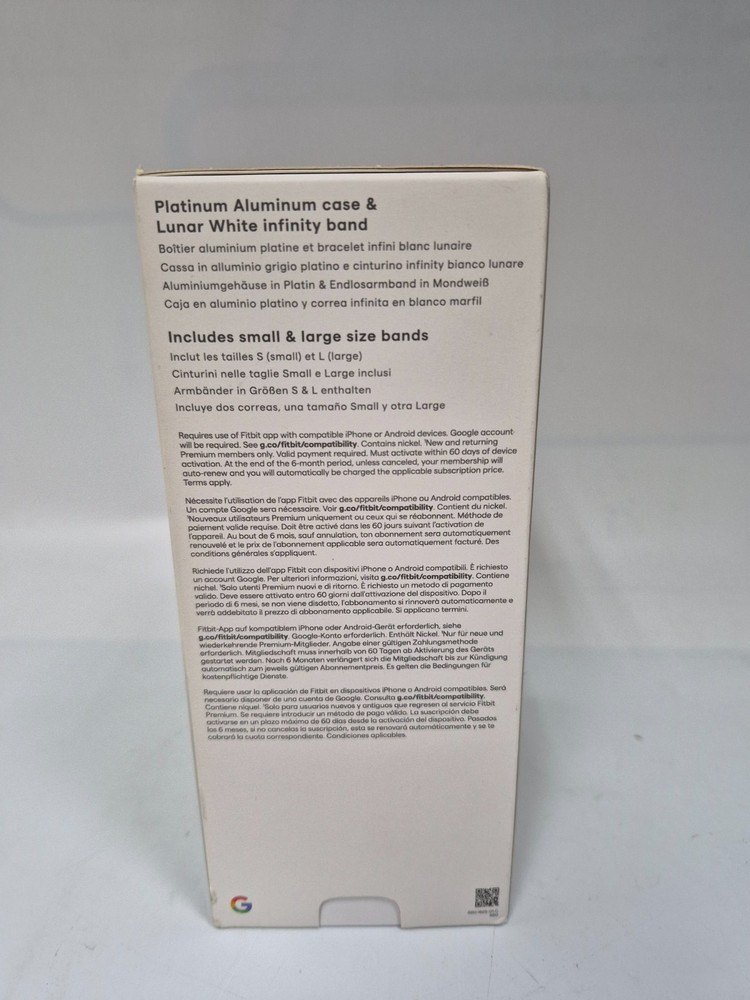 Platinum Aluminum case &
Lunar White infinity band
Boîtier aluminium platine et bracelet infini blanc lunaire
Cassa in alluminio grigio platino e cinturino infinity bianco lunare
Aluminiumgehäuse in Platin & Endlosarmband in Mondweiß
Caja en aluminio platino y correa infinita en blanco marfil
Includes small & large size bands
Inclut les tailles S (small) et L (large)
Cinturini nelle taglie Small e Large inclusi
Armbänder in Größen S & L enthalten
Incluye dos correas, una tamaño Small y otra Large
Requires use of Fitbit app with compatible iPhone or Android devices. Google account
will be required. See g.co/fitbit/compatibility. Contains nickel. ¹New and returning
Premium members only. Valid payment required. Must activate within 60 days of device
activation. At the end of the 6-month period, unless canceled, your membership will
auto-renew and you will automatically be charged the applicable subscription price.
Terms apply.
Nécessite l'utilisation de l'app Fitbit avec des appareils iPhone ou Android compatibles.
Un compte Google sera nécessaire. Voir g.co/fitbit/compatibility. Contient du nickel.
¹Nouveaux utilisateurs Premium uniquement ou ceux qui se réabonnent. Méthode de
paiement valide requise. Doit être activé dans les 60 jours suivant l'activation de
l'appareil. Au bout de 6 mois, sauf annulation, ton abonnement sera automatiquement
renouvelé et le prix de l'abonnement applicable sera automatiquement facturé. Des
conditions générales s'appliquent.
Richiede l'utilizzo dell'app Fitbit con dispositivi iPhone o Android compatibili. È richiesto
un account Google. Per ulteriori informazioni, visita g.co/fitbit/compatibility. Contiene
nichel. ¹Solo utenti Premium nuovi e di ritorno. È richiesto un metodo di pagamento
valido. Deve essere attivato entro 60 giorni dall'attivazione del dispositivo. Dopo il
periodo di 6 mesi, se non viene disdetto, l'abbonamento si rinnoverà automaticamente e
verrà addebitato il prezzo di abbonamento applicabile. Si applicano termini.
Fitbit-App auf kompatiblem iPhone oder Android-Gerät erforderlich, siehe
g.co/fitbit/compatibility. Google-Konto erforderlich. Enthält Nickel. ¹Nur für neue und
wiederkehrende Premium-Mitglieder. Angabe einer gültigen Zahlungsmethode
erforderlich. Mitgliedschaft muss innerhalb von 60 Tagen ab Aktivierung des Geräts
gestartet werden. Nach 6 Monaten verlängert sich die Mitgliedschaft bis zur Kündigung
automatisch zum jeweils gültigen Abonnementpreis. Es gelten die Bedingungen für
kostenpflichtige Dienste.
Requiere usar la aplicación de Fitbit en dispositivos iPhone o Android compatibles. Será
necesario disponer de una cuenta de Google. Consulta g.co/fitbit/compatibility.
Contiene níquel. ¹Solo para usuarios nuevos y antiguos que regresen al servicio Fitbit
Premium. Se requiere introducir un método de pago válido. La suscripción debe
activarse en un plazo máximo de 60 días desde la activación del dispositivo. Pasados
los 6 meses, si no cancelas la suscripción, esta se renovará automáticamente y se te
cobrará la cuota correspondiente. Condiciones aplicables.
G